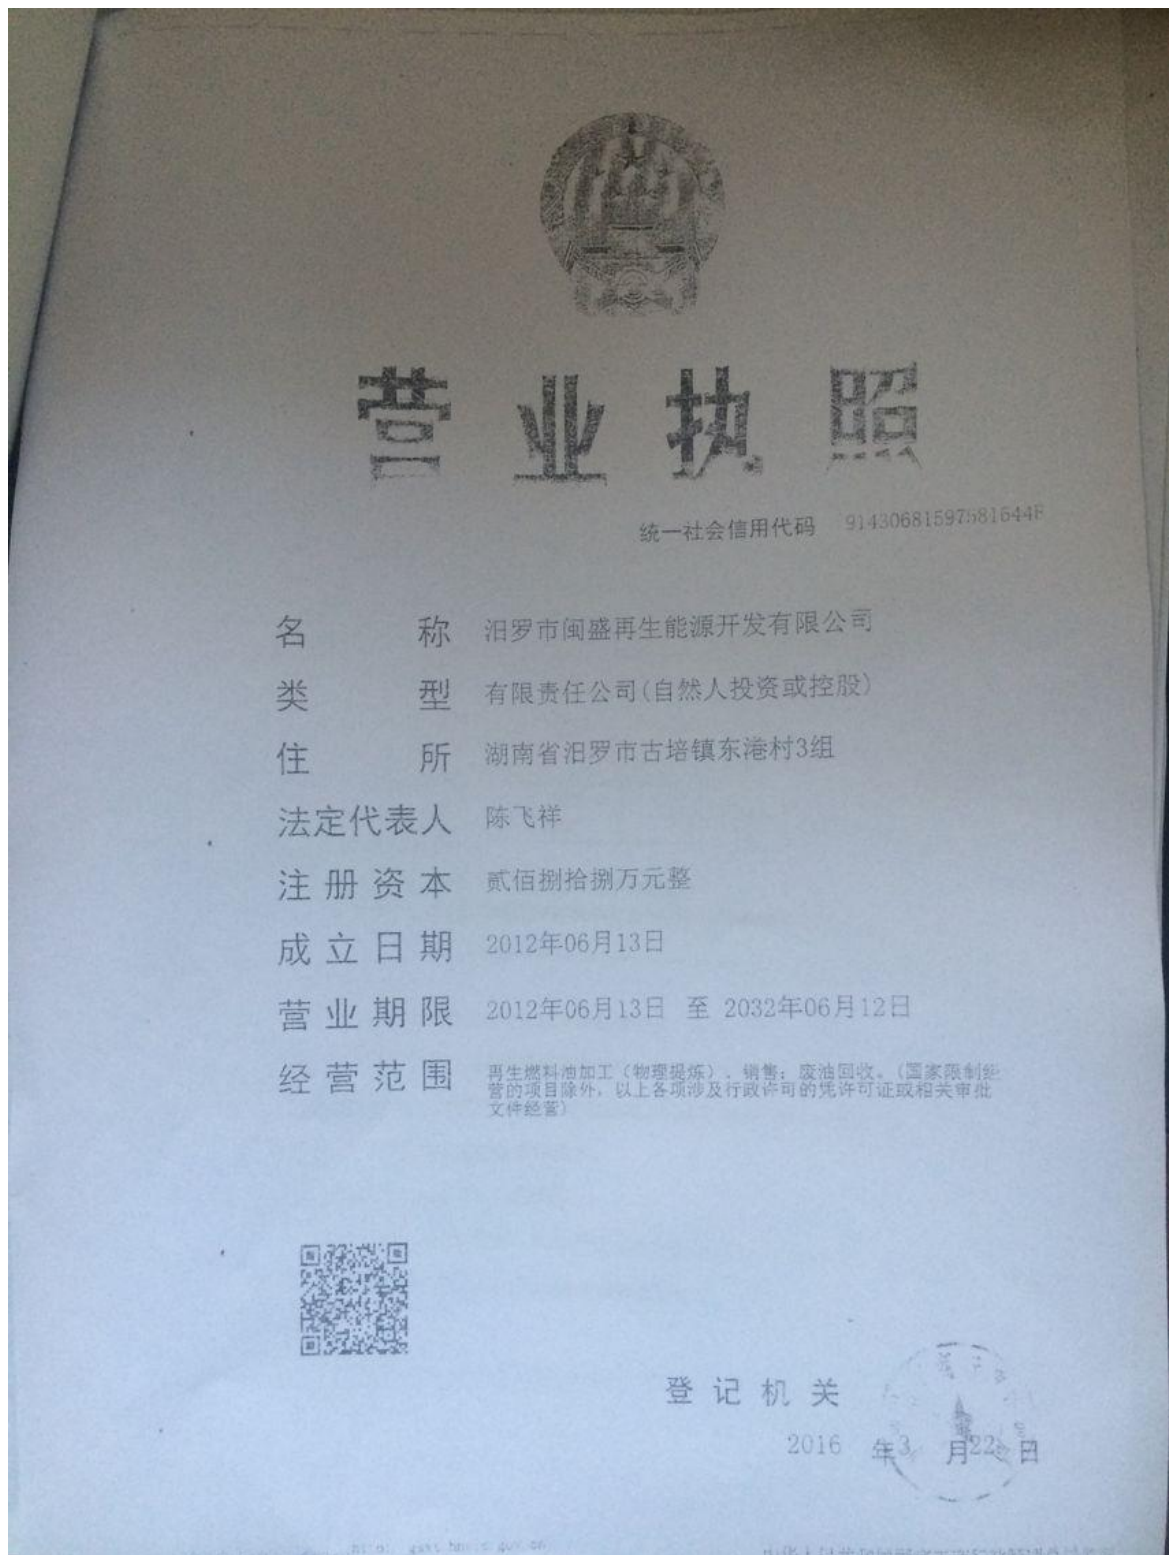 营业执照
统一社会信用代码 91430681597581644F
名称 汨罗市闽盛再生能源开发有限公司
类型 有限责任公司(自然人投资或控股)
住所 湖南省汨罗市古培镇东港村3组
法定代表人 陈飞祥
注册资本 贰佰捌拾捌万元整
成立日期 2012年06月13日
营业期限 2012年06月13日 至 2032年06月12日
经营范围 再生燃料油加工（物理提炼）、销售；废油回收。（国家限制经
营的项目除外，以上各项涉及行政许可的凭许可证或相关审批
文件经营）
登记机关
2016 年3 月22 日